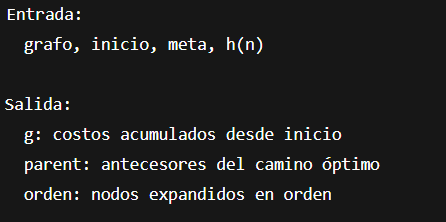 Entrada:
grafo, inicio, meta, h(n)
Salida:
g: costos acumulados desde inicio
parent: antecesores del camino óptimo
orden: nodos expandidos en orden